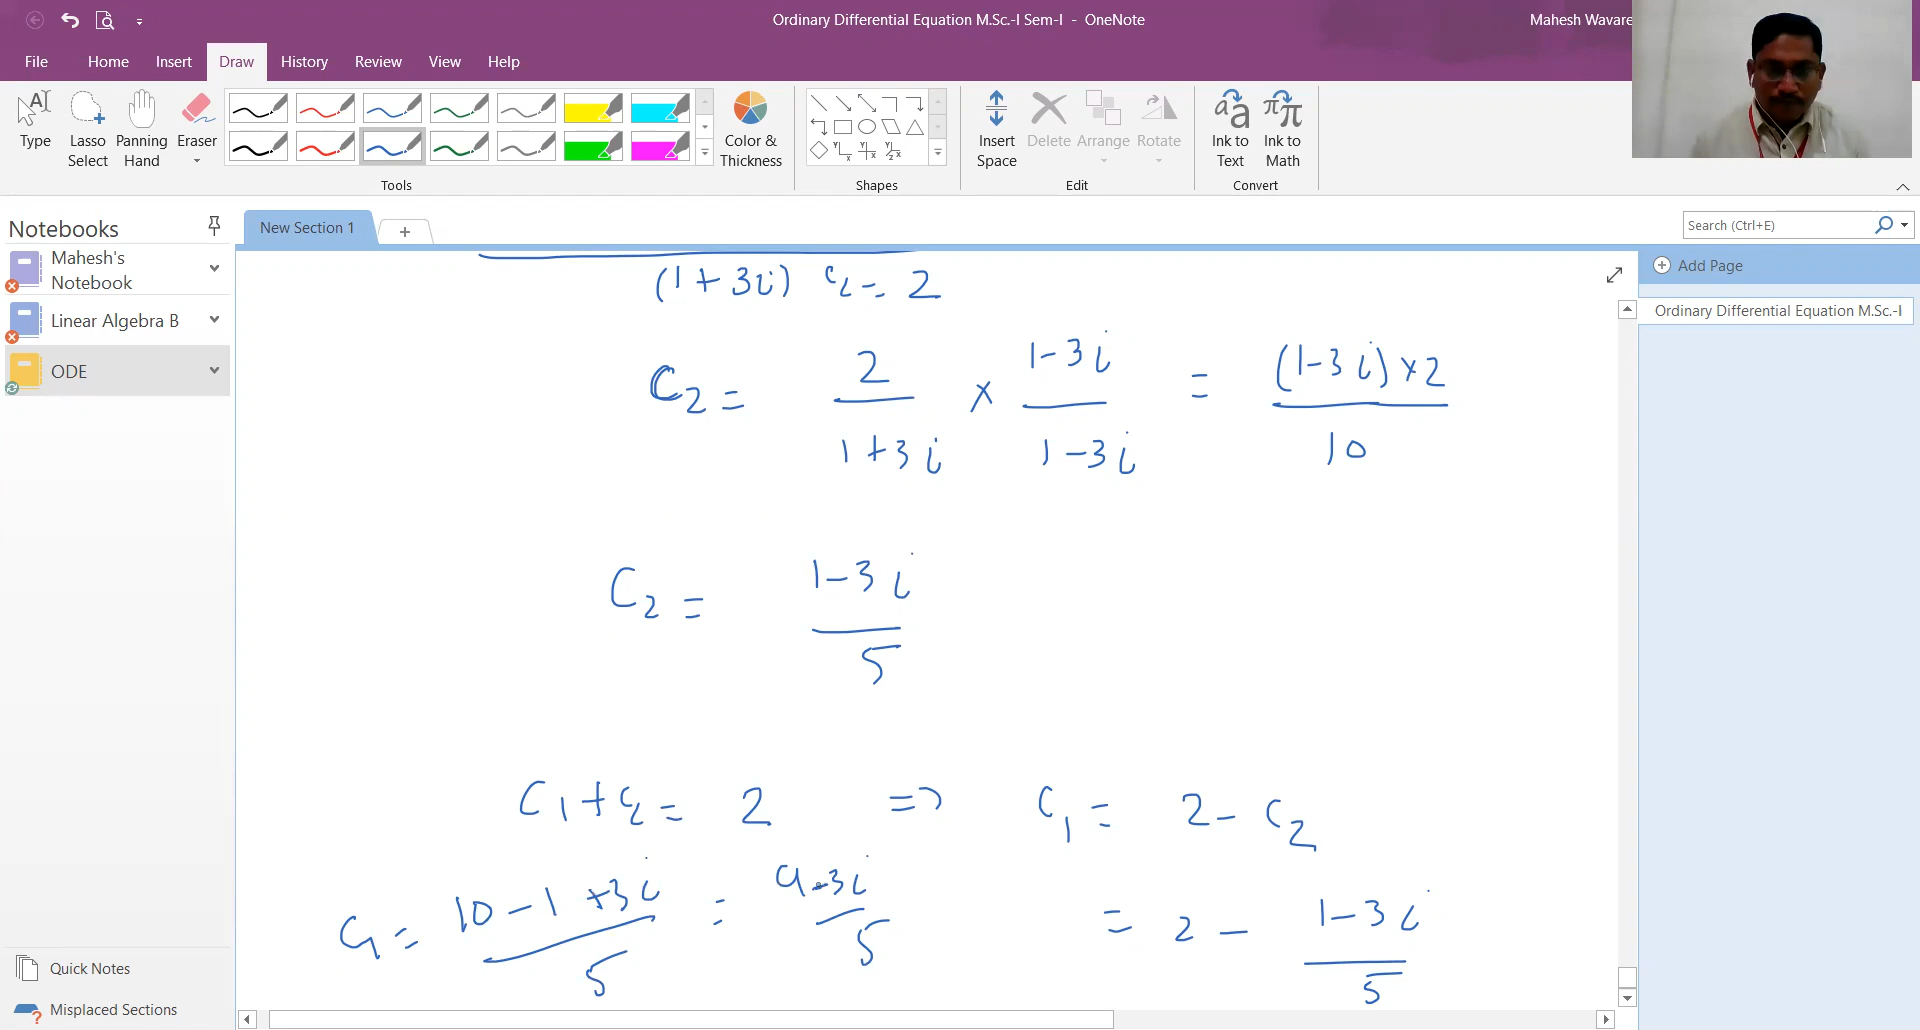 Ordinary Differential Equation M.Sc.-I Sem-I - OneNote
Mahesh Wavare
File Home Insert Draw History Review View Help
Type
Lasso Select
Panning Hand
Eraser
Color & Thickness
Insert Space
Delete
Arrange
Rotate
Ink to Text
Ink to Math
Tools
Shapes
Edit
Convert
Notebooks
New Section 1
Search (Ctrl+E)
Mahesh's Notebook
Linear Algebra B
ODE
Add Page
Ordinary Differential Equation M.Sc.-I
(1+3i) c2 = 2
C2 = 2/(1+3i) × (1-3i)/(1-3i) = (1-3i)×2/10
C2 = (1-3i)/5
C1+C2 = 2 => C1 = 2 - C2
C1 = (10-1+3i)/5 = (9-3i)/5
= 2 - (1-3i)/5
Quick Notes
Misplaced Sections